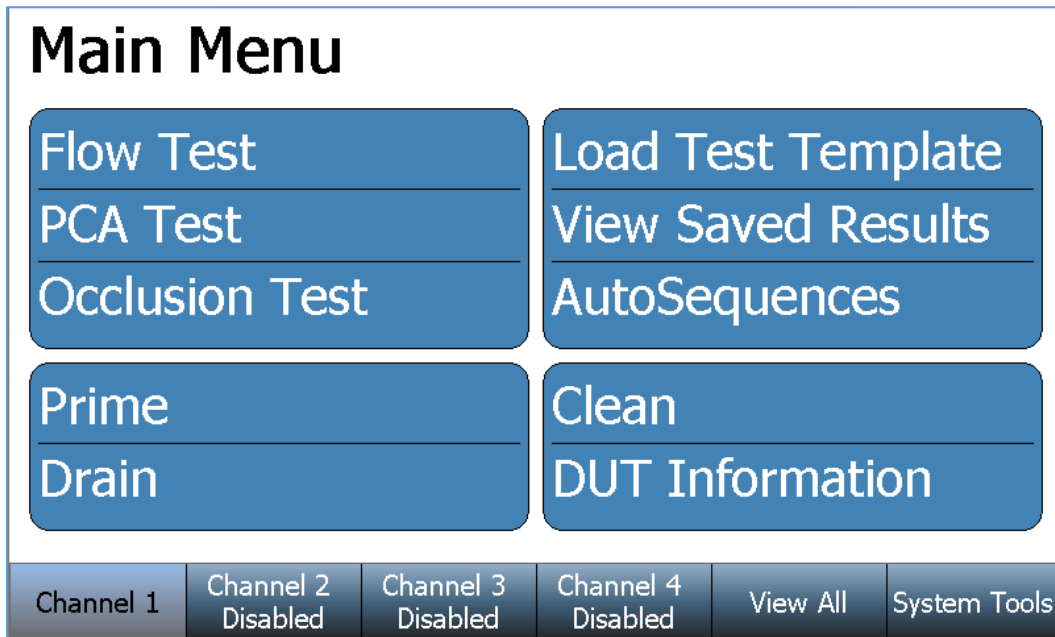 Main Menu
Flow Test
PCA Test
Occlusion Test
Load Test Template
View Saved Results
AutoSequences
Prime
Drain
Clean
DUT Information
Channel 1
Channel 2
Disabled
Channel 3
Disabled
Channel 4
Disabled
View All
System Tools